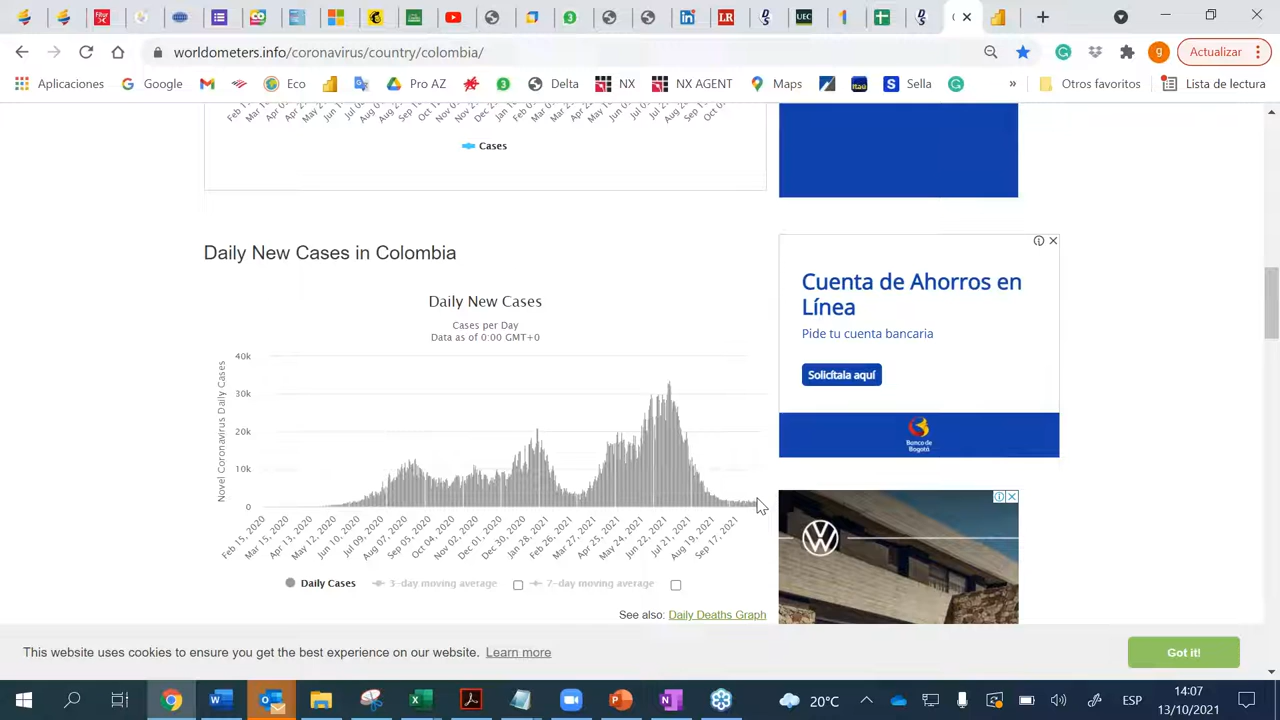 worldometers.info/coronavirus/country/colombia/
Actualizar
Aplicaciones
Google
Eco
Pro AZ
Delta
NX
NX AGENT
Maps
Sella
»
Otros favoritos
Lista de lectura
Cases
Daily New Cases in Colombia
Daily New Cases
Cases per Day
Data as of 0:00 GMT+0
Novel Coronavirus Daily Cases
40k
30k
20k
10k
0
Feb 15, 2020
Mar 15, 2020
Apr 13, 2020
May 12, 2020
Jun 10, 2020
Jul 09, 2020
Aug 07, 2020
Sep 05, 2020
Oct 04, 2020
Nov 02, 2020
Dec 01, 2020
Dec 30, 2020
Jan 28, 2021
Feb 26, 2021
Mar 27, 2021
Apr 25, 2021
May 24, 2021
Jun 22, 2021
Jul 21, 2021
Aug 19, 2021
Sep 17, 2021
Daily Cases
3-day moving average
7-day moving average
See also: Daily Deaths Graph
Cuenta de Ahorros en
Línea
Pide tu cuenta bancaria
Solicítala aquí
Banco de
Bogotá
This website uses cookies to ensure you get the best experience on our website. Learn more
Got it!
20°C
ESP
14:07
13/10/2021